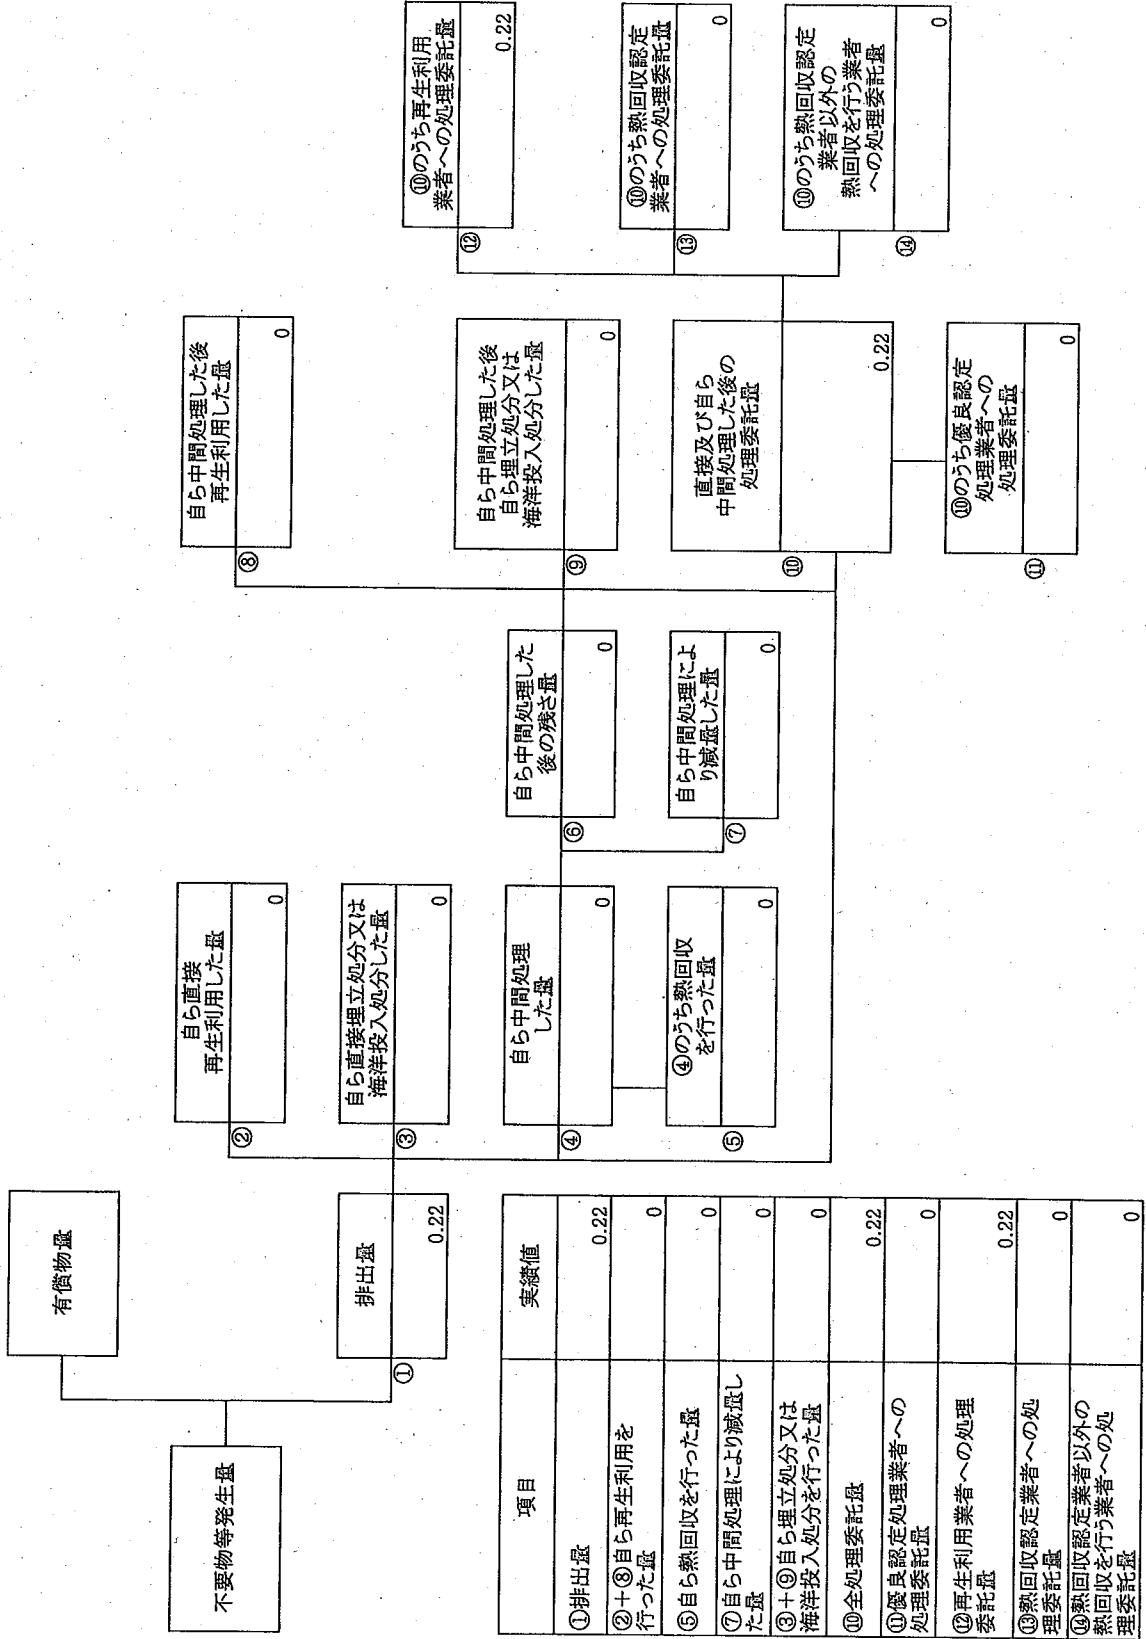 不要物等発生量
有償物量
排出量
①
0.22
自ら直接
再生利用した量
②
0
自ら直接埋立処分又は
海洋投入処分した量
③
0
自ら中間処理
した量
④
0
④のうち熱回収
を行った量
⑤
0
自ら中間処理した
後の残さ量
⑥
0
自ら中間処理によ
り減量した量
⑦
0
自ら中間処理した後
再生利用した量
⑧
0
自ら中間処理した後
自ら埋立処分又は
海洋投入処分した量
⑨
0
直接及び自ら
中間処理した後の
処理委託量
⑩
0.22
⑩のうち優良認定
処理業者への
処理委託量
⑪
0
⑩のうち再生利用
業者への処理委託量
⑫
0.22
⑩のうち熱回収認定
業者への処理委託量
⑬
0
⑩のうち熱回収認定
業者以外の
熱回収を行う業者
への処理委託量
⑭
0
項目 実績値
①排出量 0.22
②+⑧自ら再生利用を
行った量 0
⑤自ら熱回収を行った量 0
⑦自ら中間処理により減量し
た量 0
③+⑨自ら埋立処分又は
海洋投入処分を行った量 0
⑩全処理委託量 0.22
⑪優良認定処理業者への
処理委託量 0
⑫再生利用業者への処理
委託量 0.22
⑬熱回収認定業者への処
理委託量 0
⑭熱回収認定業者以外の
熱回収を行う業者への処
理委託量 0